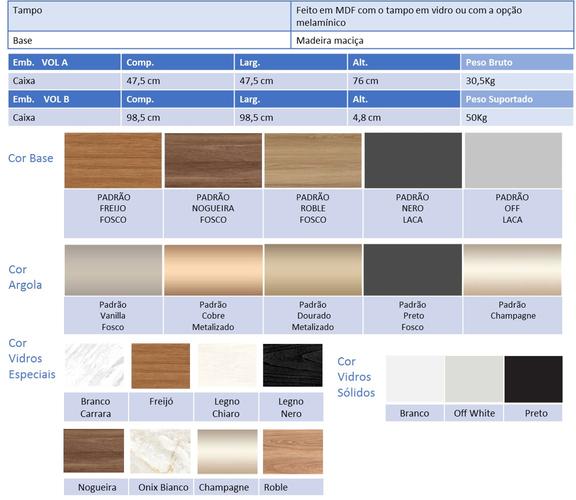 Tampo
Feito em MDF com o tampo em vidro ou com a opção
melamínico
Base
Madeira maciça
Emb. VOL A Comp. Larg. Alt. Peso Bruto
Caixa 47,5 cm 47,5 cm 76 cm 30,5Kg
Emb. VOL B Comp. Larg. Alt. Peso Suportado
Caixa 98,5 cm 98,5 cm 4,8 cm 50Kg
Cor Base
PADRÃO
FREIJO
FOSCO
PADRÃO
NOGUEIRA
FOSCO
PADRÃO
ROBLE
FOSCO
PADRÃO
NERO
LACA
PADRÃO
OFF
LACA
Cor
Argola
Padrão
Vanilla
Fosco
Padrão
Cobre
Metalizado
Padrão
Dourado
Metalizado
Padrão
Preto
Fosco
Padrão
Champagne
Cor
Vidros
Especiais
Branco
Carrara
Freijó
Legno
Chiaro
Legno
Nero
Nogueira
Onix Bianco
Champagne
Roble
Cor
Vidros
Sólidos
Branco
Off White
Preto